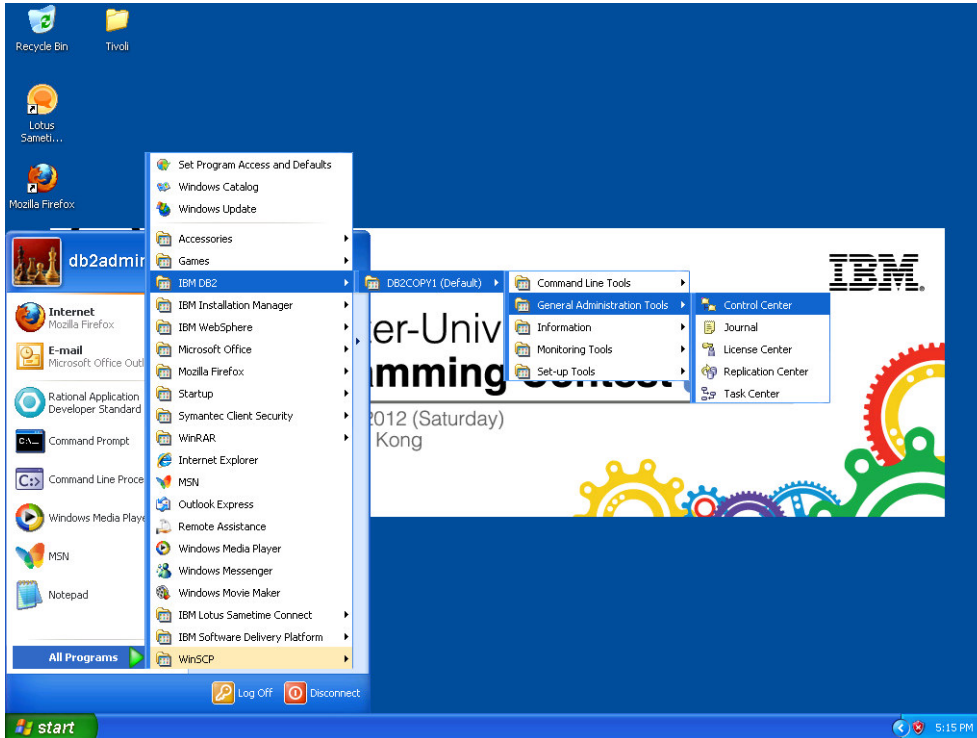 Recycle Bin
Tivoli
Lotus
Sameti...
Mozilla Firefox
db2admin
Internet
Mozilla Firefox
E-mail
Microsoft Office Outl
Rational Application
Developer Standard
Command Prompt
Command Line Proce
Windows Media Playe
MSN
Notepad
All Programs
Set Program Access and Defaults
Windows Catalog
Windows Update
Accessories
Games
IBM DB2
IBM Installation Manager
IBM WebSphere
Microsoft Office
Mozilla Firefox
Startup
Symantec Client Security
WinRAR
Internet Explorer
MSN
Outlook Express
Remote Assistance
Windows Media Player
Windows Messenger
Windows Movie Maker
IBM Lotus Sametime Connect
IBM Software Delivery Platform
WinSCP
DB2COPY1 (Default)
Command Line Tools
General Administration Tools
Information
Monitoring Tools
Set-up Tools
Control Center
Journal
License Center
Replication Center
Task Center
IBM
er-Univ
mming Contest
2012 (Saturday)
Kong
Log Off
Disconnect
start
5:15 PM